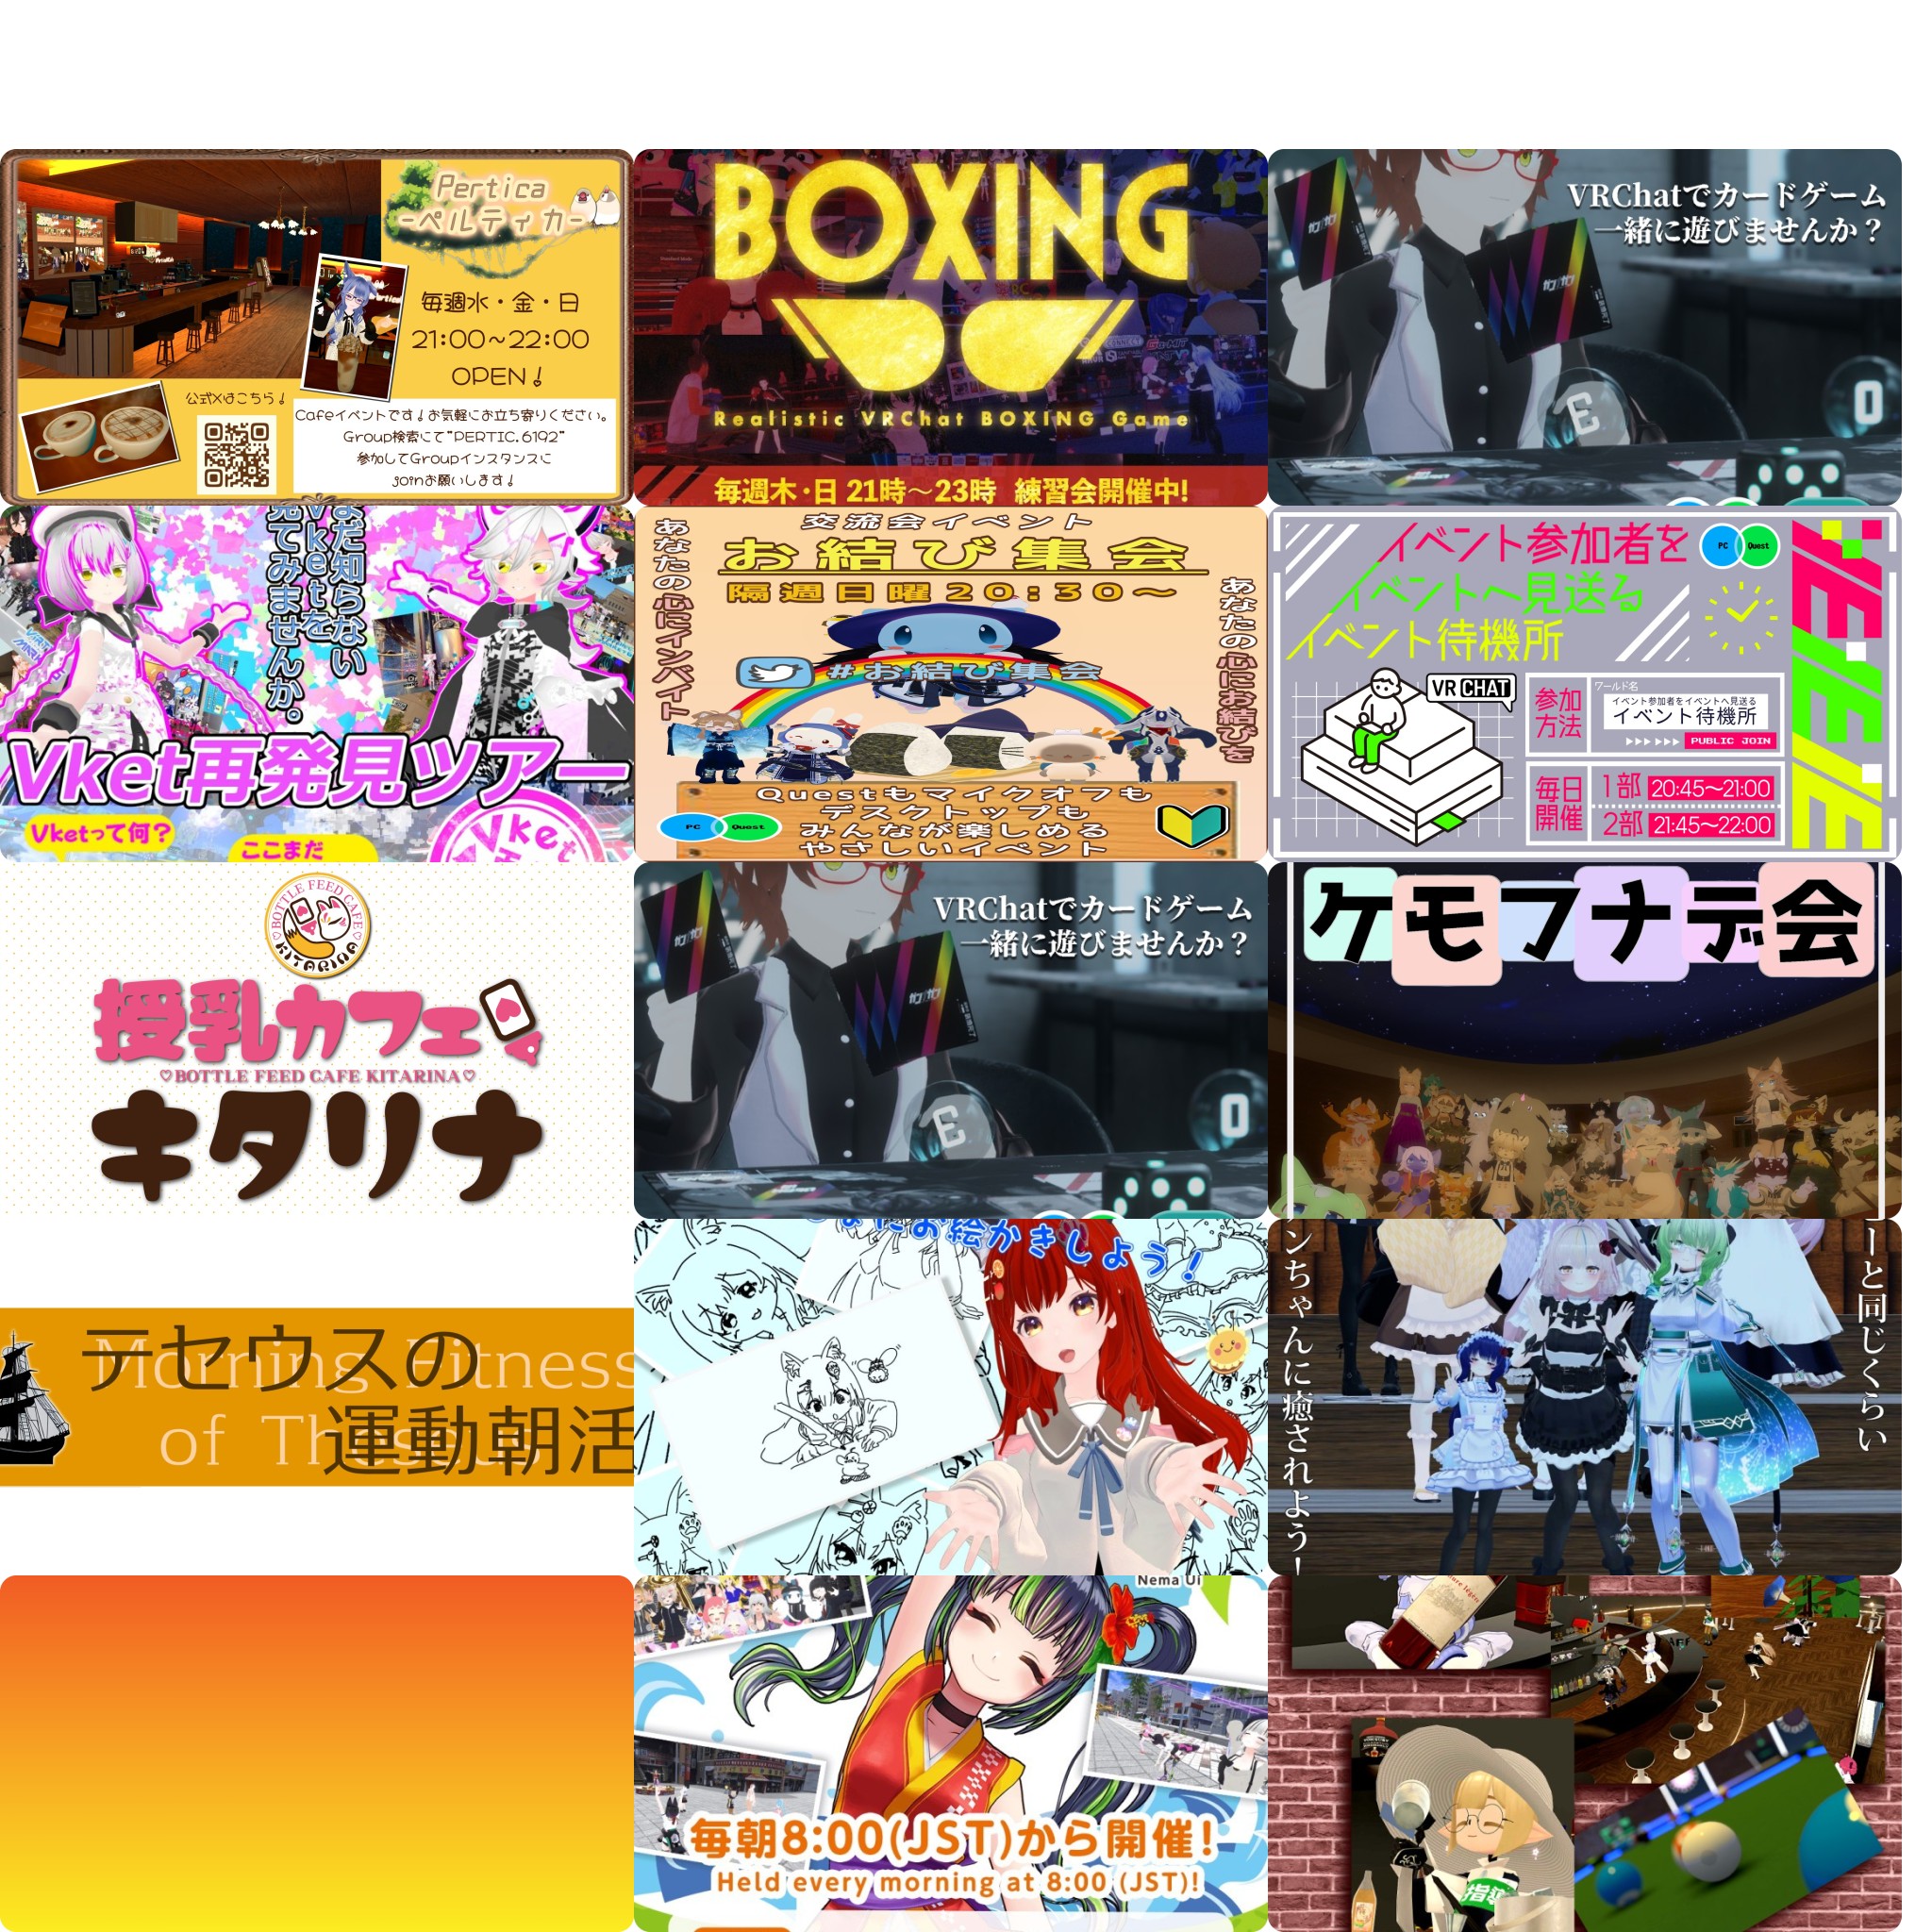 Pertica
-ペルティカ-
毎週水・金・日
21:00~22:00
OPEN!
公式Xはこちら!
Cafeイベントです!お気軽にお立ち寄りください。
Group検索にて"PERTIC.6192"
参加してGroupインスタンスに
joinお願いします!
BOXING
Realistic VRChat BOXING Game
毎週木・日 21時~23時 練習会開催中!
VRChatでカードゲーム
一緒に遊びませんか?
まだ知らない
Vketを
見てみませんか。
Vket再発見ツアー
Vketって何?
ここまだ
Vket
あなたの心にインバイト
交流会イベント
お結び集会
隔週日曜20:30~
#お結び集会
あなたの心にお結びを
Questもマイクオフも
デスクトップも
みんなが楽しめる
やさしいイベント
PC Quest
イベント参加者を
イベントへ見送る
イベント待機所
PC Quest
VRCHAT
参加
方法
ワールド名
イベント参加者をイベントへ見送る
イベント待機所
PUBLIC JOIN
毎日
開催
1部 20:45~21:00
2部 21:45~22:00
BOTTLE FEED CAFE
KITARINA
授乳カフェ
♡BOTTLE FEED CAFE KITARINA♡
キタリナ
VRChatでカードゲーム
一緒に遊びませんか?
ケモフナデ会
テセウスの
運動朝活
Morning Fitness
of Theseus
お絵かきしよう!
ーと同じくらい
ンちゃんに癒されよう!
Nema Ui
毎朝8:00(JST)から開催!
Held every morning at 8:00 (JST)!
指導